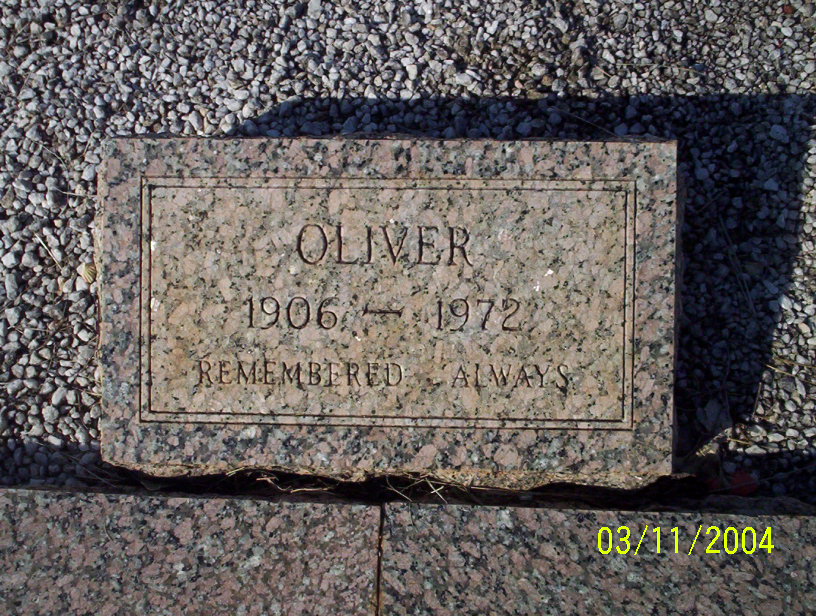 OLIVER
1906 — 1972
REMEMBERED ALWAYS
03/11/2004